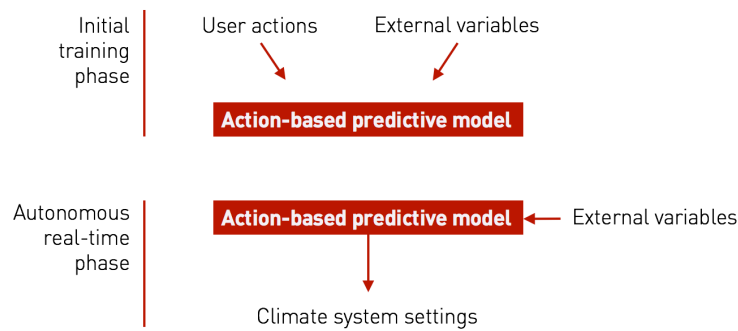 Initial
training
phase
User actions
External variables
Action-based predictive model
Autonomous
real-time
phase
Action-based predictive model
External variables
Climate system settings